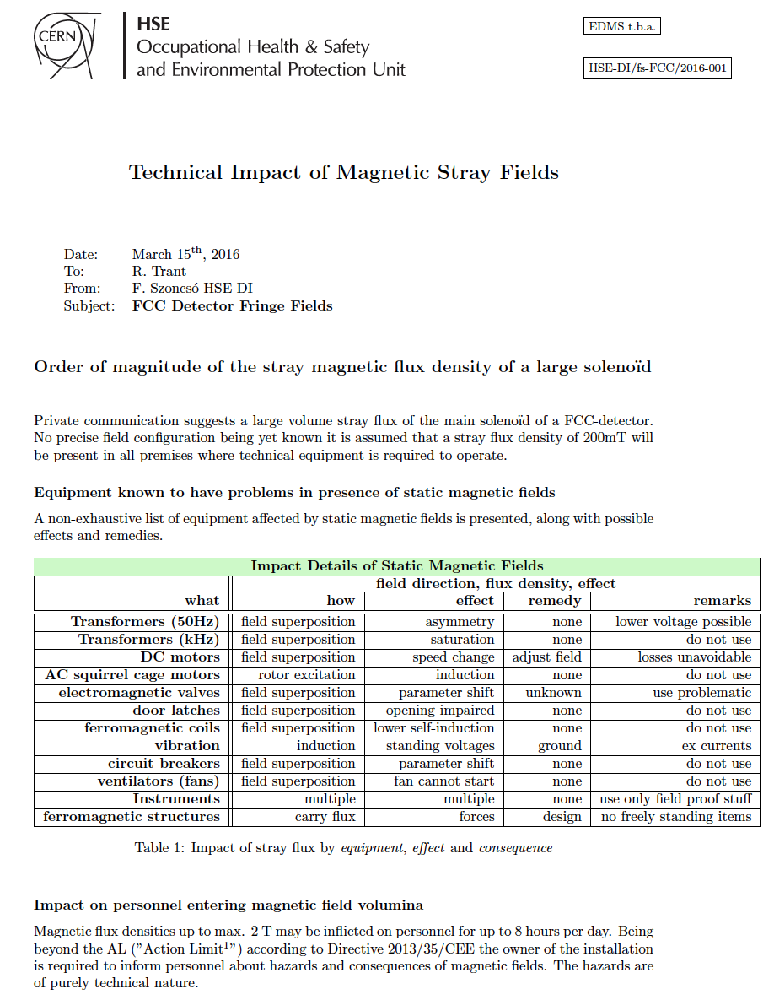 CERN
HSE
Occupational Health & Safety
and Environmental Protection Unit
EDMS t.b.a.
HSE-DI/fs-FCC/2016-001
Technical Impact of Magnetic Stray Fields
Date: March 15th, 2016
To: R. Trant
From: F. Szoncsó HSE DI
Subject: FCC Detector Fringe Fields
Order of magnitude of the stray magnetic flux density of a large solenoïd
Private communication suggests a large volume stray flux of the main solenoïd of a FCC-detector.
No precise field configuration being yet known it is assumed that a stray flux density of 200mT will
be present in all premises where technical equipment is required to operate.
Equipment known to have problems in presence of static magnetic fields
A non-exhaustive list of equipment affected by static magnetic fields is presented, along with possible
effects and remedies.
Impact Details of Static Magnetic Fields
field direction, flux density, effect
what how effect remedy remarks
Transformers (50Hz) field superposition asymmetry none lower voltage possible
Transformers (kHz) field superposition saturation none do not use
DC motors field superposition speed change adjust field losses unavoidable
AC squirrel cage motors rotor excitation induction none do not use
electromagnetic valves field superposition parameter shift unknown use problematic
door latches field superposition opening impaired none do not use
ferromagnetic coils field superposition lower self-induction none do not use
vibration induction standing voltages ground ex currents
circuit breakers field superposition parameter shift none do not use
ventilators (fans) field superposition fan cannot start none do not use
Instruments multiple multiple none use only field proof stuff
ferromagnetic structures carry flux forces design no freely standing items
Table 1: Impact of stray flux by equipment, effect and consequence
Impact on personnel entering magnetic field volumina
Magnetic flux densities up to max. 2 T may be inflicted on personnel for up to 8 hours per day. Being
beyond the AL ("Action Limit1") according to Directive 2013/35/CEE the owner of the installation
is required to inform personnel about hazards and consequences of magnetic fields. The hazards are
of purely technical nature.